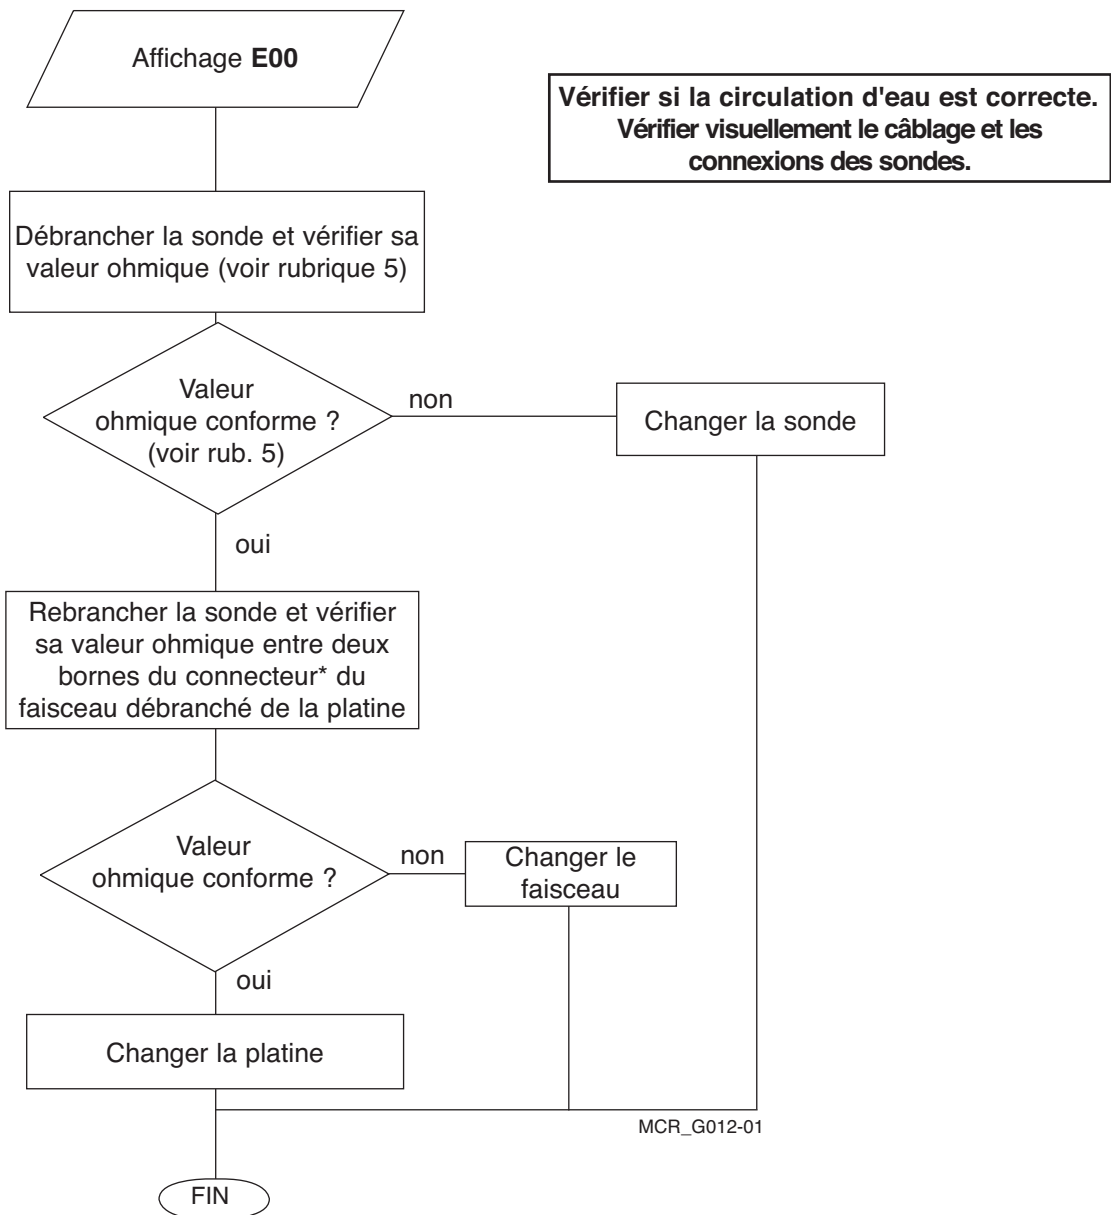 Affichage E00
Vérifier si la circulation d'eau est correcte.
Vérifier visuellement le câblage et les
connexions des sondes.
Débrancher la sonde et vérifier sa
valeur ohmique (voir rubrique 5)
Valeur
ohmique conforme ?
(voir rub. 5)
non
Changer la sonde
oui
Rebrancher la sonde et vérifier
sa valeur ohmique entre deux
bornes du connecteur* du
faisceau débranché de la platine
Valeur
ohmique conforme ?
non
Changer le
faisceau
oui
Changer la platine
MCR_G012-01
FIN